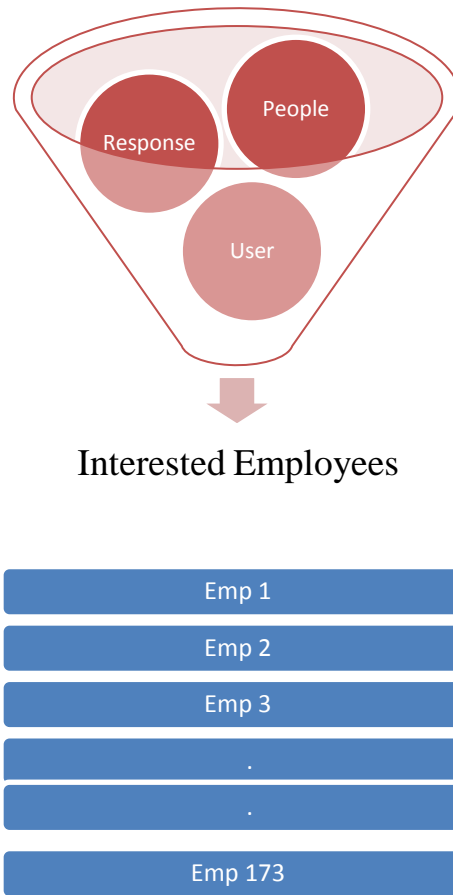 People
Response
User
Interested Employees
Emp 1
Emp 2
Emp 3
.
.
Emp 173